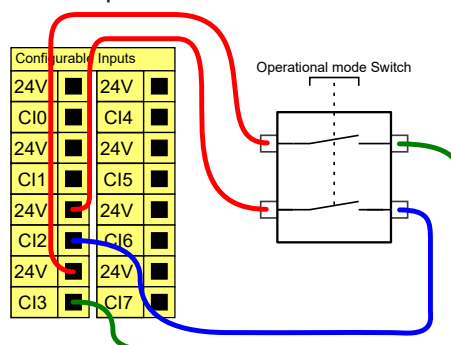 Configurable Inputs
24V 24V
CI0 CI4
24V 24V
CI1 CI5
24V 24V
CI2 CI6
24V 24V
CI3 CI7
Operational mode Switch